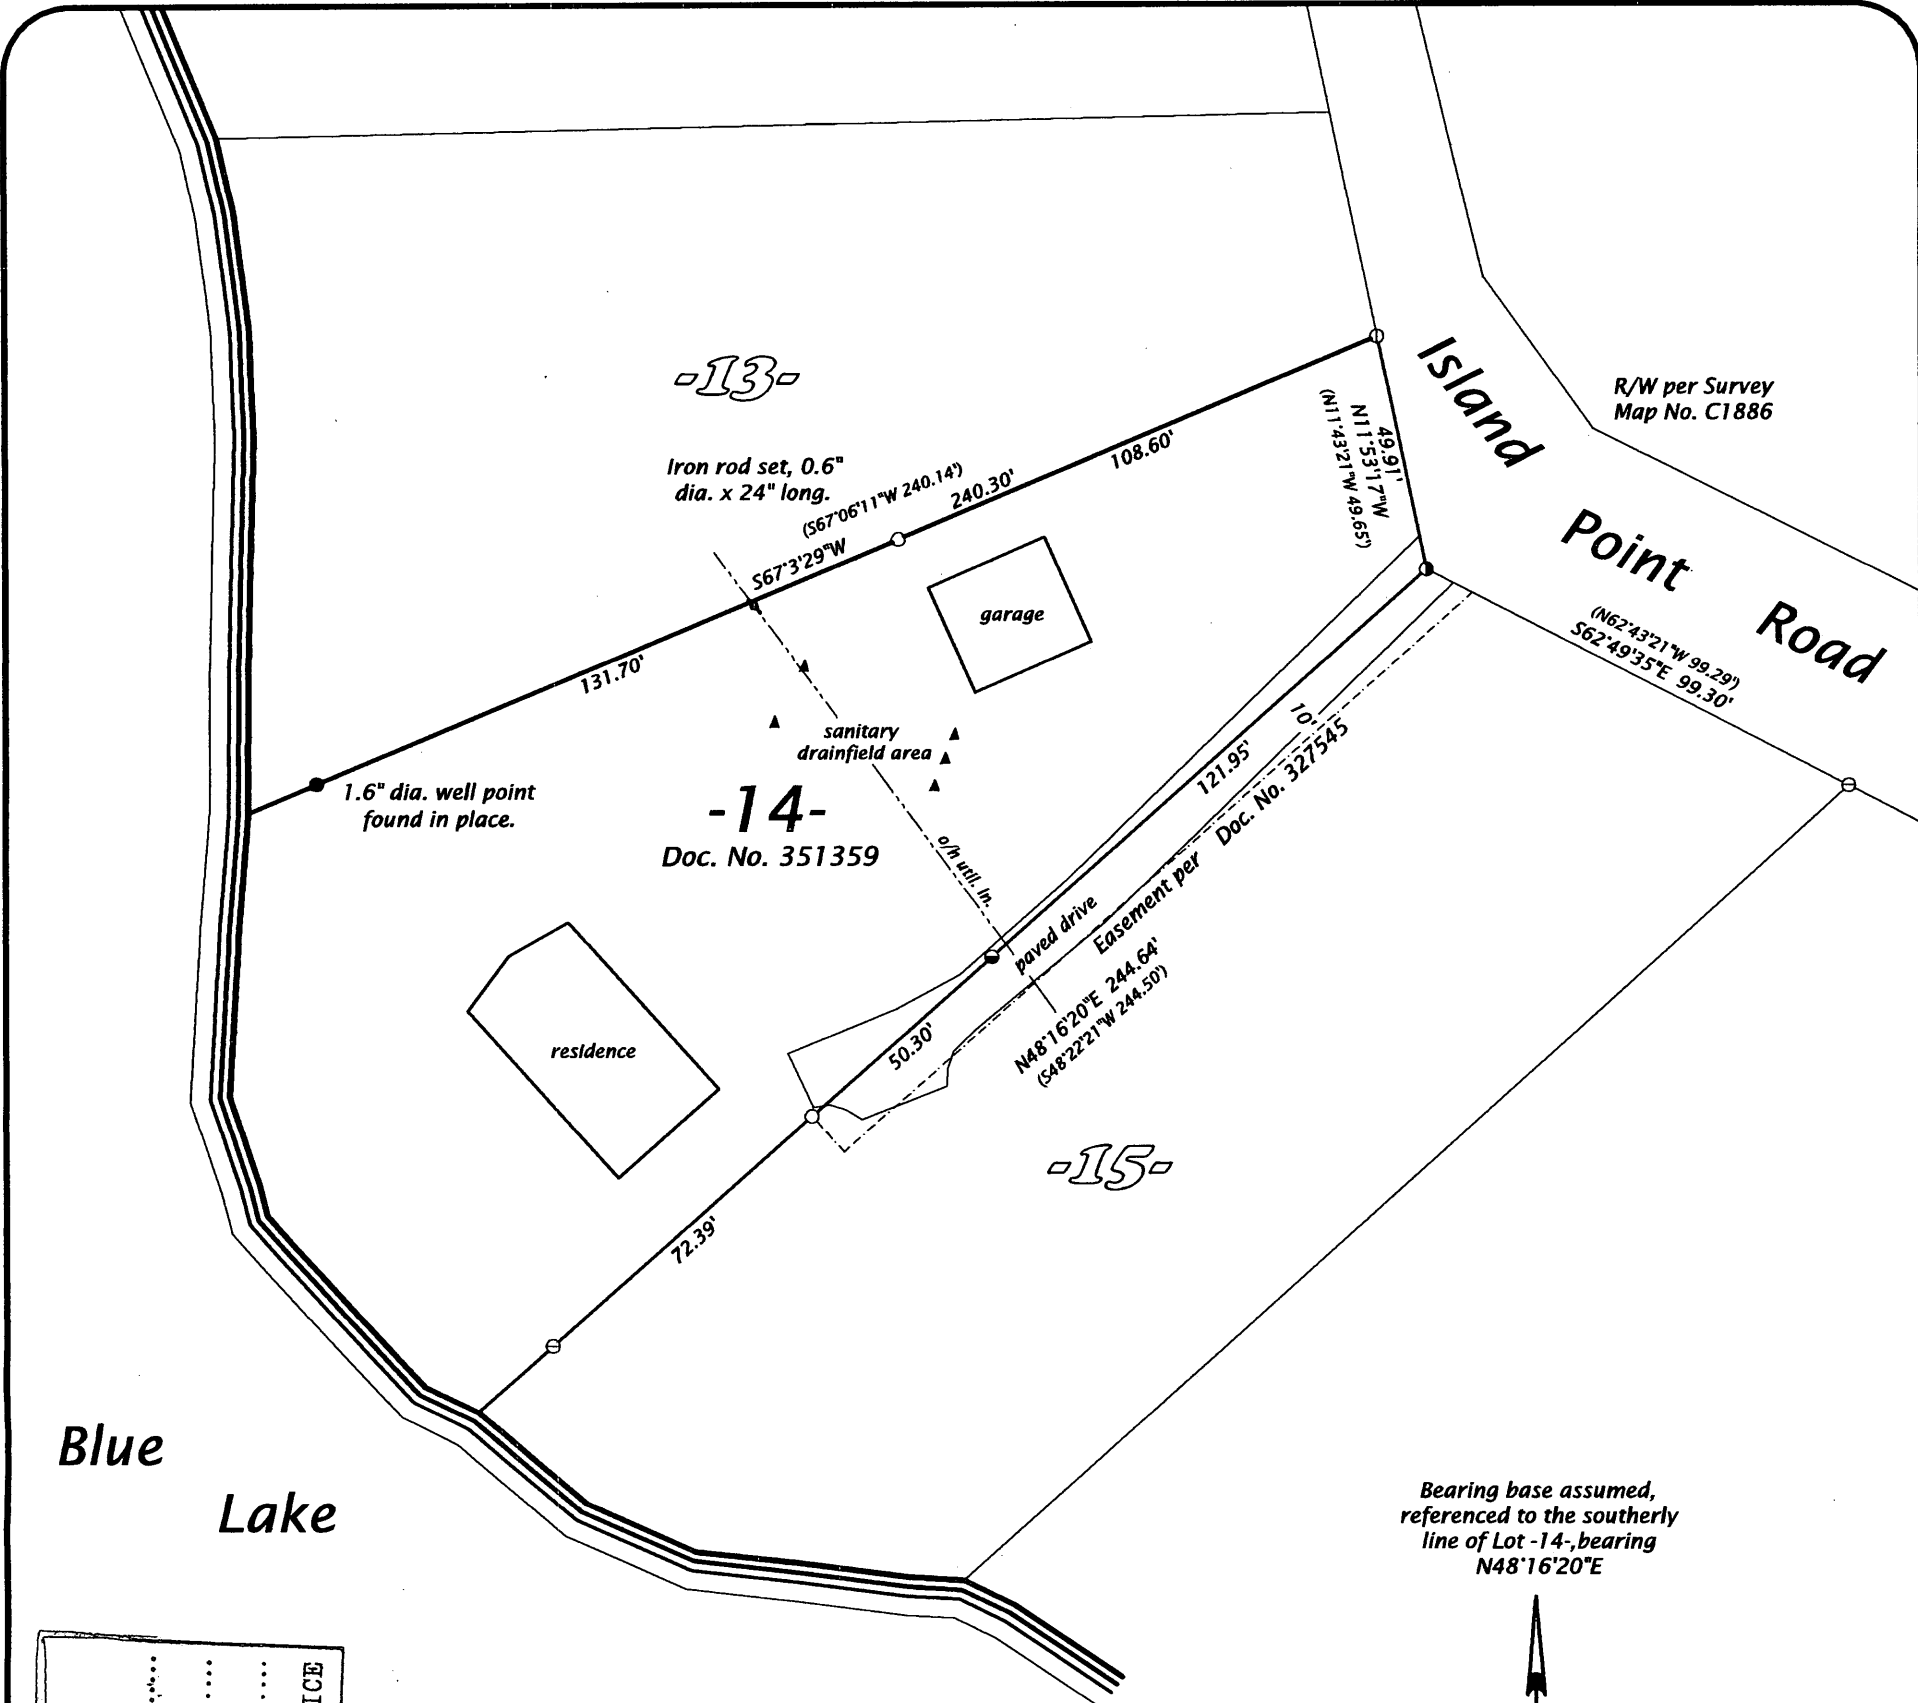 -13-
Island
Point
Road
R/W per Survey
Map No. C1886
49.91'
N11°53'17"W
(N11°43'21"W 49.65')
Iron rod set, 0.6"
dia. x 24" long.
(S67°06'11"W 240.14')
240.30'
108.60'
S67°3'29"W
131.70'
garage
(N62°43'21"W 99.29')
S62°49'35"E 99.30'
sanitary
drainfield area
1.6" dia. well point
found in place.
-14-
Doc. No. 351359
o/h util. ln.
121.95'
10'
Easement per Doc. No. 327545
paved drive
N48°16'20"E 244.64'
(S48°22'21"W 244.50')
50.30'
residence
72.39'
-15-
Blue
Lake
Bearing base assumed,
referenced to the southerly
line of Lot -14-,bearing
N48°16'20"E
ICE